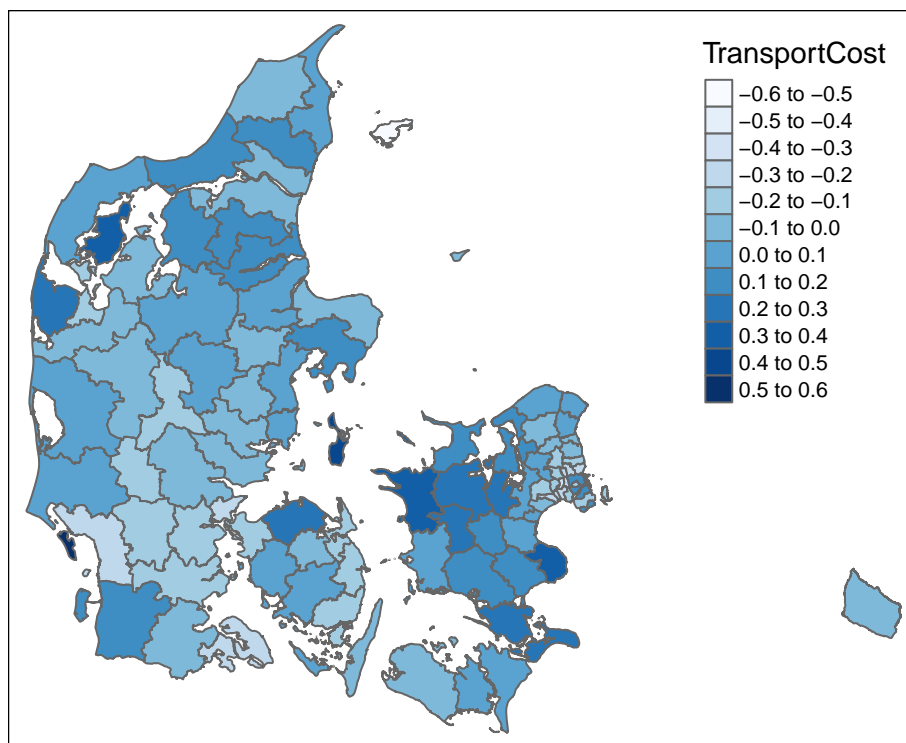 TransportCost
−0.6 to −0.5
−0.5 to −0.4
−0.4 to −0.3
−0.3 to −0.2
−0.2 to −0.1
−0.1 to 0.0
0.0 to 0.1
0.1 to 0.2
0.2 to 0.3
0.3 to 0.4
0.4 to 0.5
0.5 to 0.6